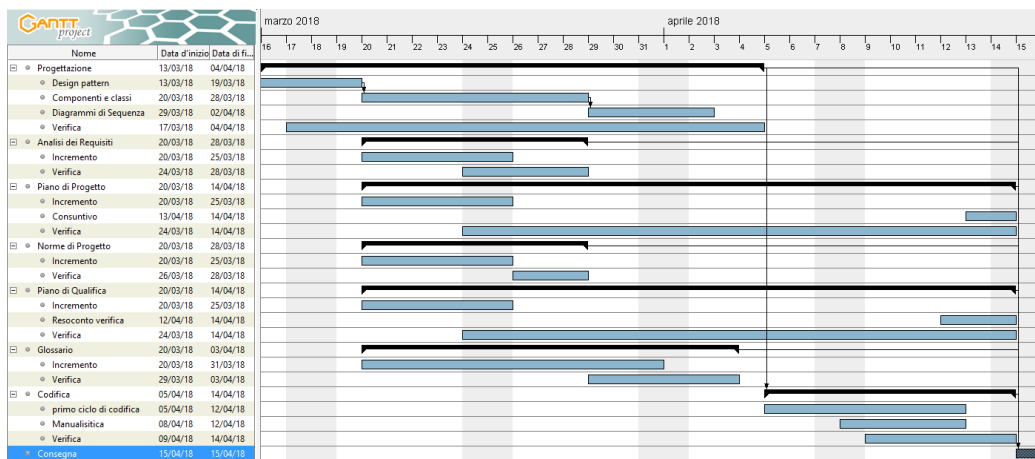 GANTT project
marzo 2018 aprile 2018
16 17 18 19 20 21 22 23 24 25 26 27 28 29 30 31 1 2 3 4 5 6 7 8 9 10 11 12 13 14 15
Nome Data d'inizio Data di fi...
Progettazione 13/03/18 04/04/18
Design pattern 13/03/18 19/03/18
Componenti e classi 20/03/18 28/03/18
Diagrammi di Sequenza 29/03/18 02/04/18
Verifica 17/03/18 04/04/18
Analisi dei Requisiti 20/03/18 28/03/18
Incremento 20/03/18 25/03/18
Verifica 24/03/18 28/03/18
Piano di Progetto 20/03/18 14/04/18
Incremento 20/03/18 25/03/18
Consuntivo 13/04/18 14/04/18
Verifica 24/03/18 14/04/18
Norme di Progetto 20/03/18 28/03/18
Incremento 20/03/18 25/03/18
Verifica 26/03/18 28/03/18
Piano di Qualifica 20/03/18 14/04/18
Incremento 20/03/18 25/03/18
Resoconto verifica 12/04/18 14/04/18
Verifica 24/03/18 14/04/18
Glossario 20/03/18 03/04/18
Incremento 20/03/18 31/03/18
Verifica 29/03/18 03/04/18
Codifica 05/04/18 14/04/18
primo ciclo di codifica 05/04/18 12/04/18
Manualisitica 08/04/18 12/04/18
Verifica 09/04/18 14/04/18
Consegna 15/04/18 15/04/18